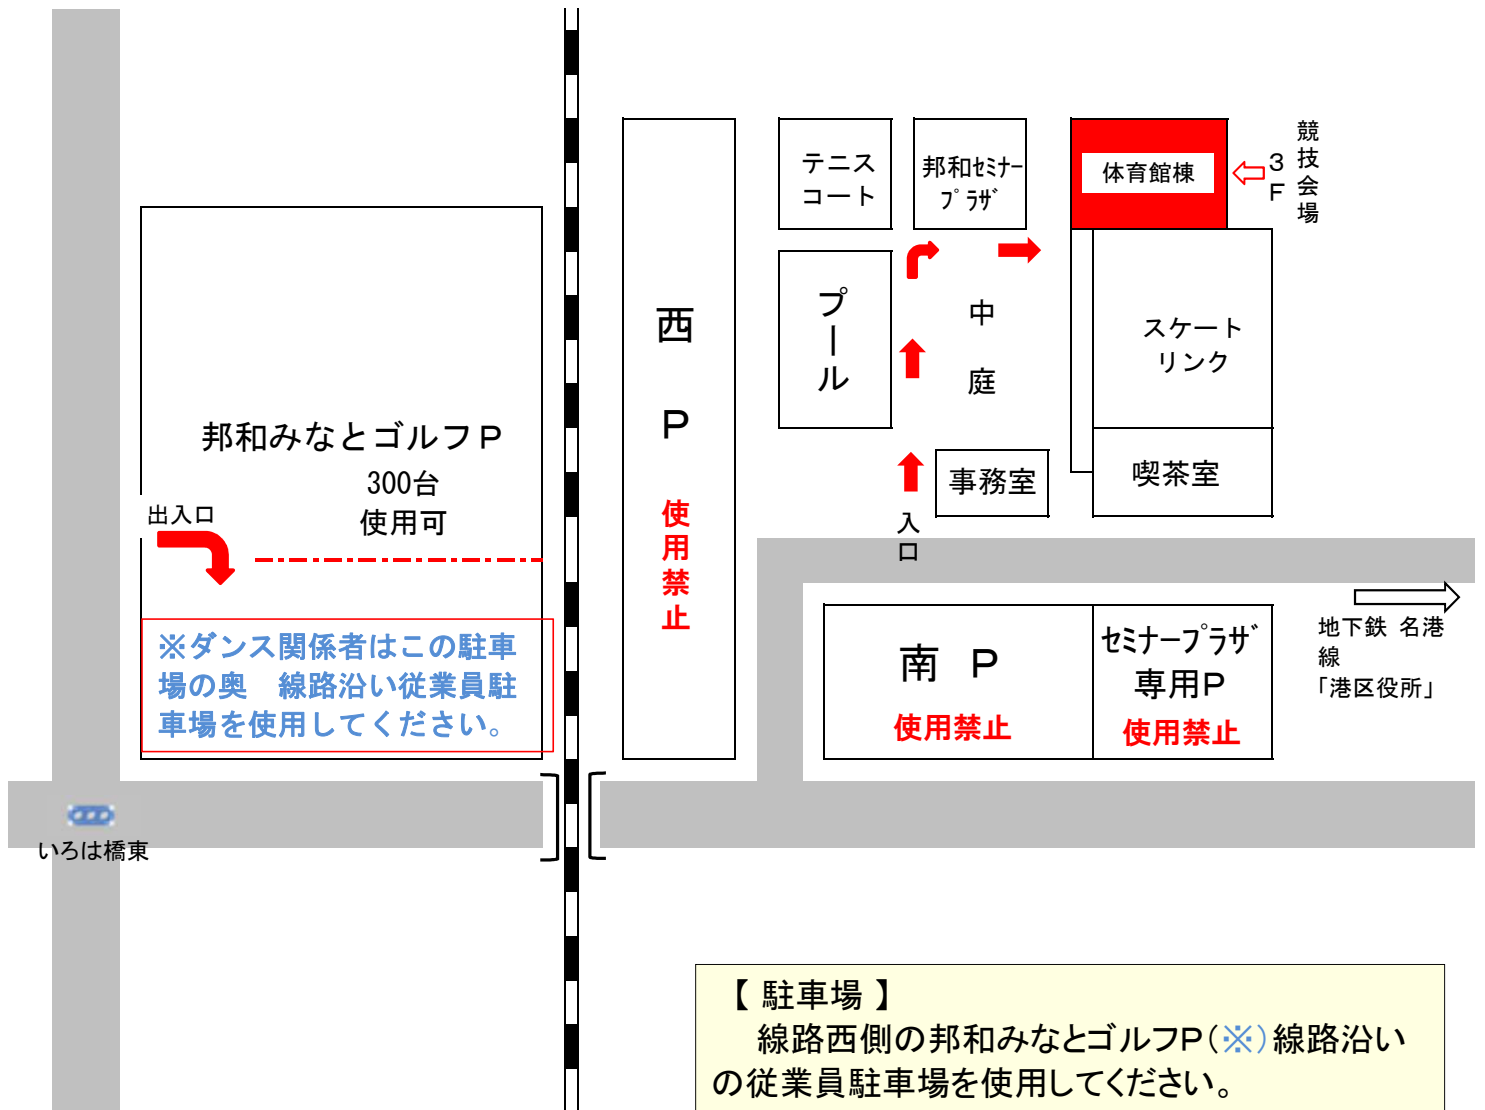 テニス
コート
邦和ｾﾐﾅｰ
ﾌﾟﾗｻﾞ
体育館棟
３F
競技会場
西 P
使用禁止
プール
中庭
スケート
リンク
邦和みなとゴルフP
300台
使用可
出入口
事務室
喫茶室
入口
※ダンス関係者はこの駐車
場の奥　線路沿い従業員駐
車場を使用してください。
南 P
使用禁止
ｾﾐﾅｰﾌﾟﾗｻﾞ
専用P
使用禁止
地下鉄 名港
線
「港区役所」
いろは橋東
【 駐車場 】
線路西側の邦和みなとゴルフP(※)線路沿い
の従業員駐車場を使用してください。